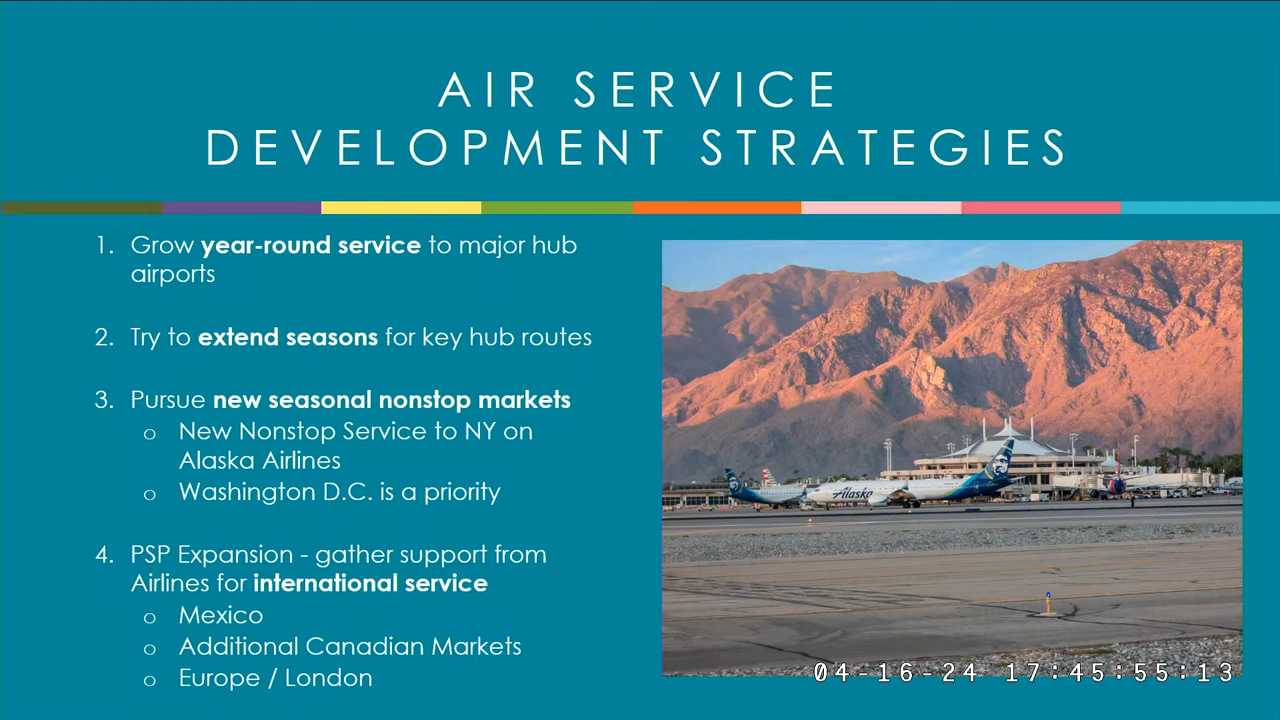 AIR SERVICE
DEVELOPMENT STRATEGIES
1. Grow year-round service to major hub
airports
2. Try to extend seasons for key hub routes
3. Pursue new seasonal nonstop markets
o New Nonstop Service to NY on
Alaska Airlines
o Washington D.C. is a priority
4. PSP Expansion - gather support from
Airlines for international service
o Mexico
o Additional Canadian Markets
o Europe / London
Alaska
04-16-24 17:45:55:13